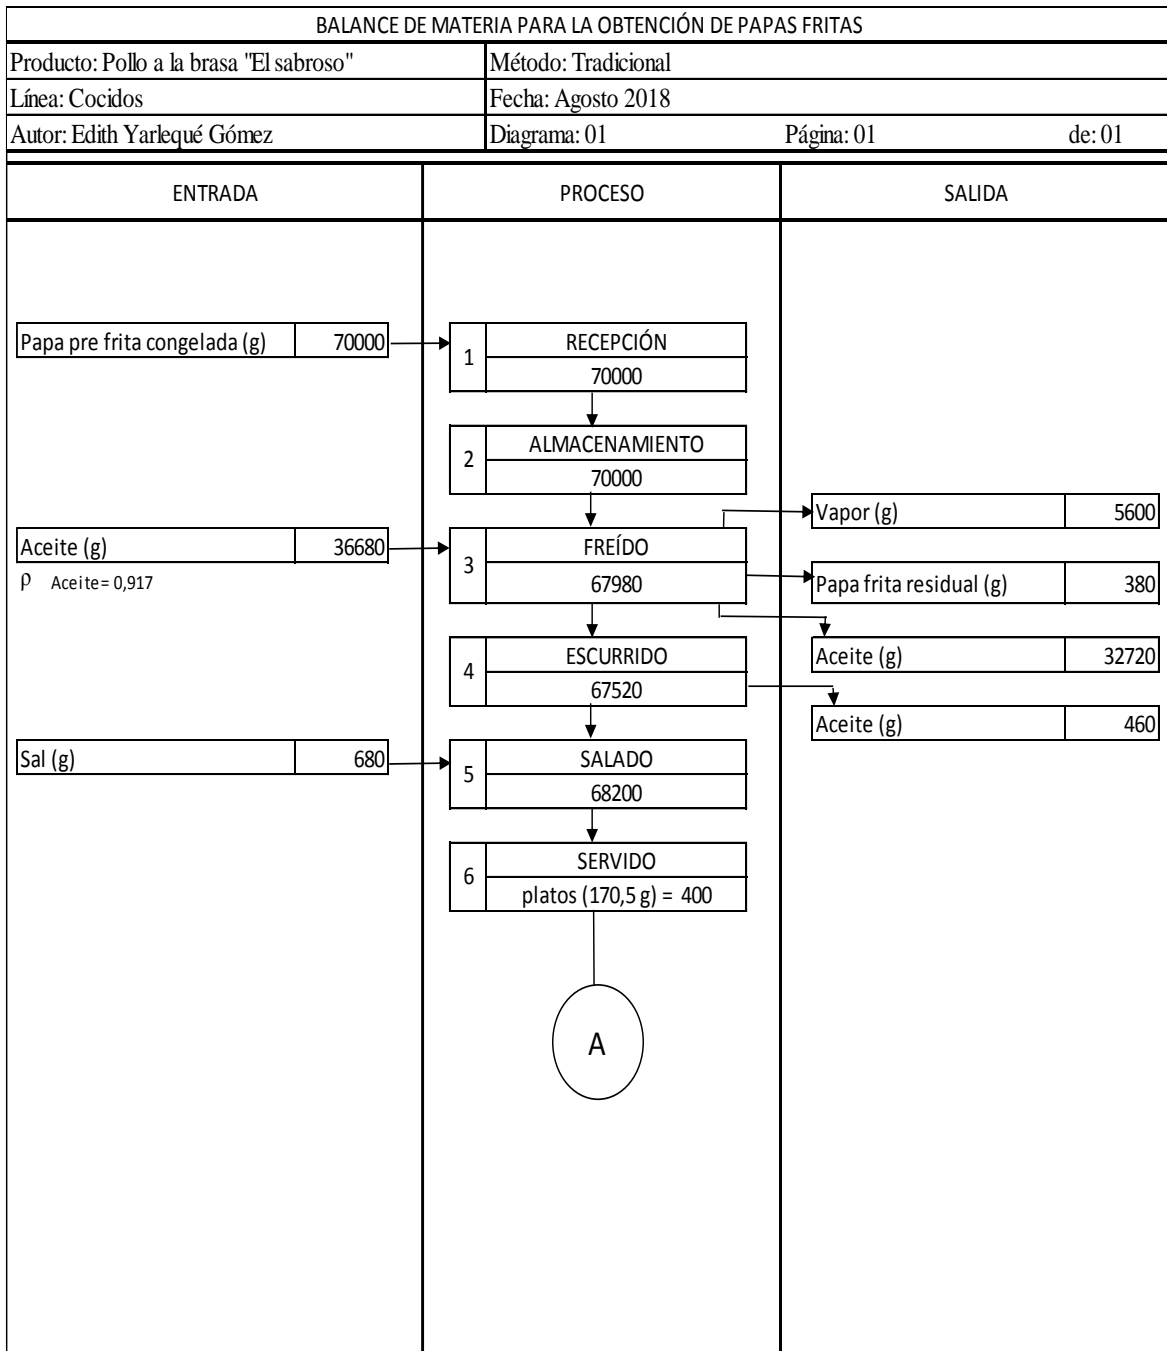 BALANCE DE MATERIA PARA LA OBTENCIÓN DE PAPAS FRITAS
Producto: Pollo a la brasa "El sabroso" Método: Tradicional
Línea: Cocidos Fecha: Agosto 2018
Autor: Edith Yarlequé Gómez Diagrama: 01 Página: 01 de: 01
ENTRADA PROCESO SALIDA
Papa pre frita congelada (g) 70000 1 RECEPCIÓN
70000
2 ALMACENAMIENTO
70000
Vapor (g) 5600
Aceite (g) 36680 3 FREÍDO
ρ Aceite= 0,917 67980 Papa frita residual (g) 380
4 ESCURRIDO Aceite (g) 32720
67520
Aceite (g) 460
Sal (g) 680 5 SALADO
68200
6 SERVIDO
platos (170,5 g) = 400
A